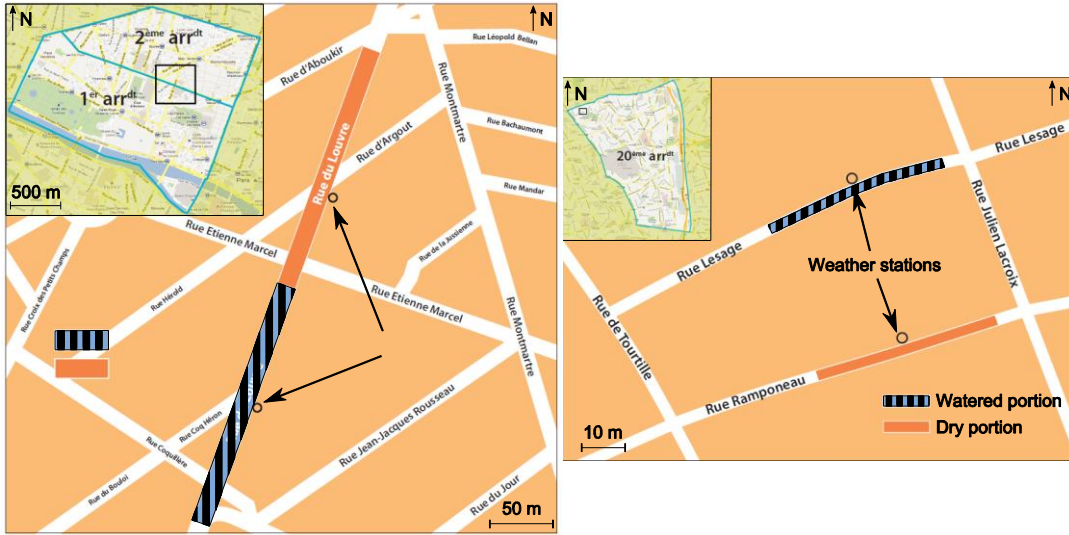 N
2ème arrdt
1er arrdt
500 m
N
Rue Léopold Bellan
Rue d'Aboukir
Rue Montmartre
Rue d'Argout
Rue Bachaumont
Rue du Louvre
Rue Mandar
Rue Etienne Marcel
Rue de la Jussienne
Rue Croix des Petits Champs
Rue Hérold
Rue Etienne Marcel
Rue Montmartre
Rue Coq Héron
Rue Jean-Jacques Rousseau
Rue Coquillière
Rue du Bouloi
Rue du Jour
50 m
N
20ème arrdt
N
Rue Lesage
Rue Julien Lacroix
Rue Lesage
Weather stations
Rue de Tourtille
Rue Ramponeau
Watered portion
Dry portion
10 m